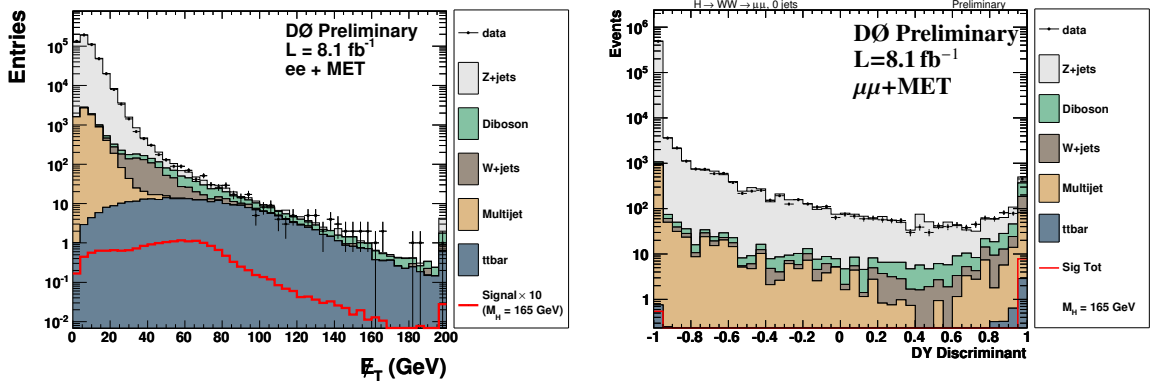 Entries
10⁵
10⁴
10³
10²
10
1
10⁻¹
10⁻²
0 20 40 60 80 100 120 140 160 180 200
E̸_T (GeV)
DØ Preliminary
L = 8.1 fb⁻¹
ee + MET
data
Z+jets
Diboson
W+jets
Multijet
ttbar
Signal × 10
(M_H = 165 GeV)
H → WW → μμ, 0 jets Preliminary
Events
10⁶
10⁵
10⁴
10³
10²
10
1
-1 -0.8 -0.6 -0.4 -0.2 0 0.2 0.4 0.6 0.8 1
DY Discriminant
DØ Preliminary
L=8.1 fb⁻¹
μμ+MET
data
Z+jets
Diboson
W+jets
Multijet
ttbar
Sig Tot
M_H = 165 GeV